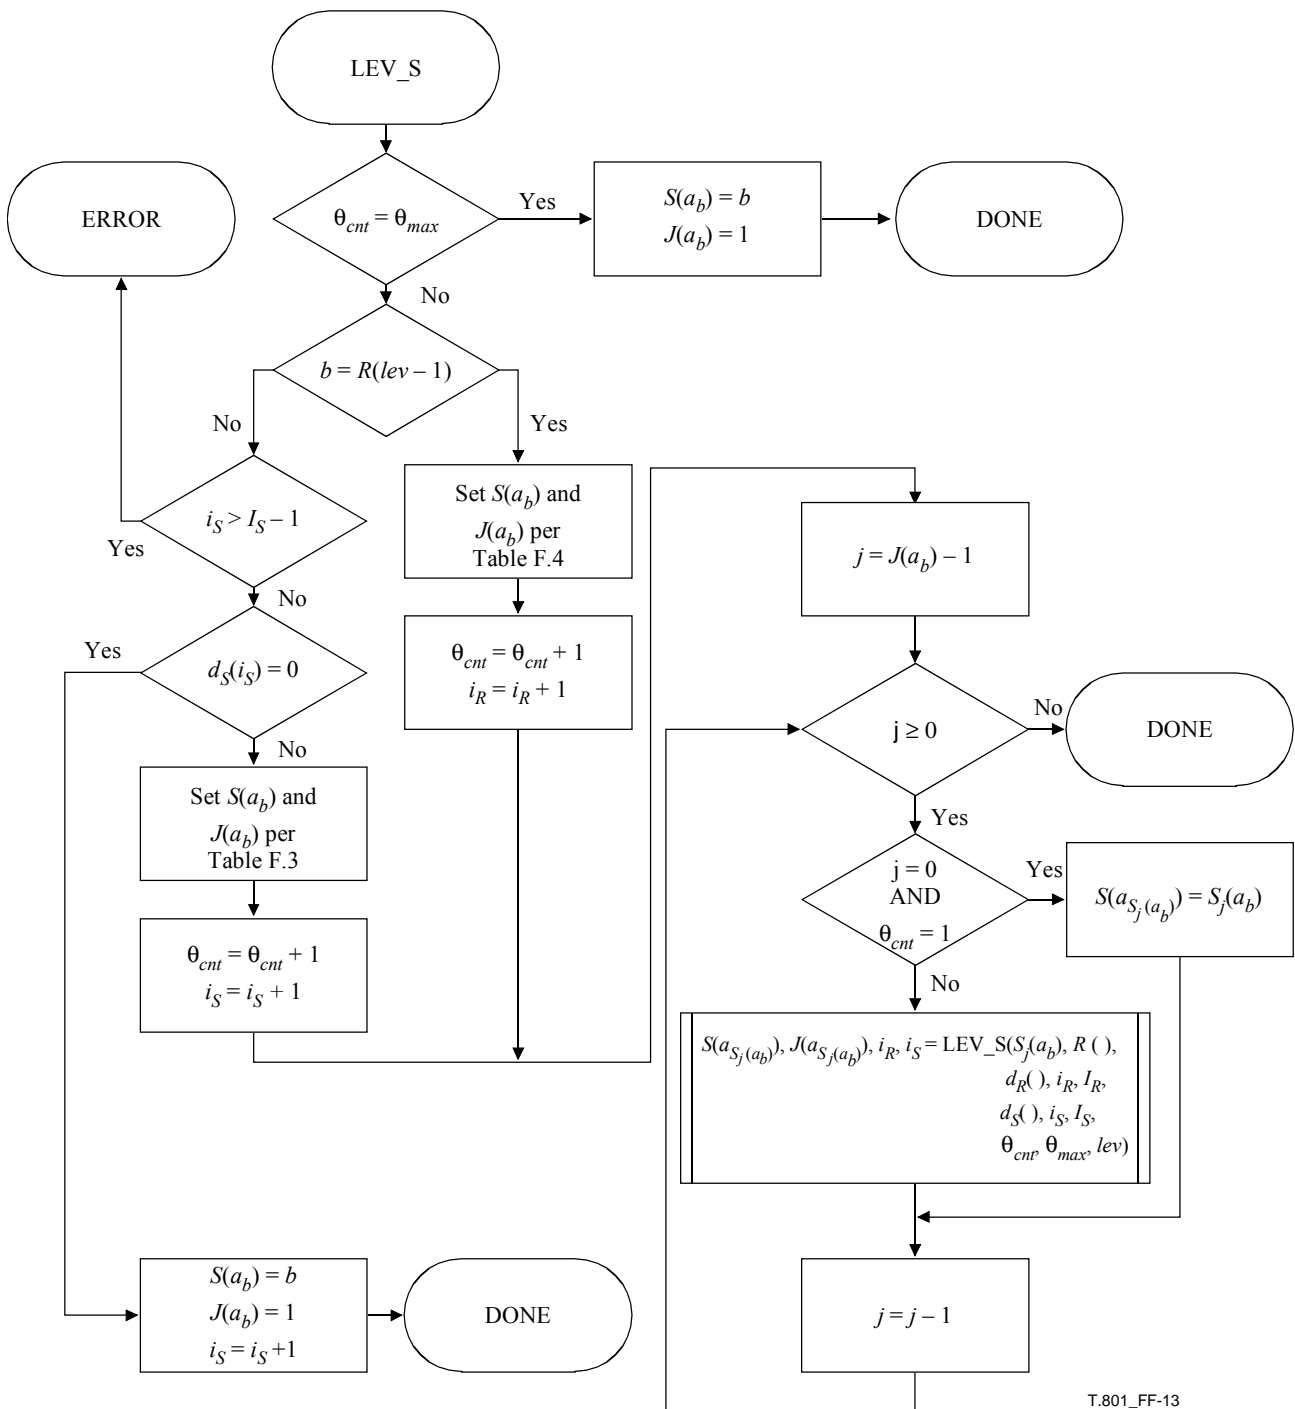 LEV_S
ERROR
θcnt = θmax
Yes
S(ab) = b
J(ab) = 1
DONE
No
b = R(lev – 1)
No
Yes
iS > IS – 1
Yes
No
Set S(ab) and
J(ab) per
Table F.4
j = J(ab) – 1
Yes
dS(iS) = 0
No
θcnt = θcnt + 1
iR = iR + 1
j ≥ 0
No
DONE
Yes
Set S(ab) and
J(ab) per
Table F.3
j = 0
AND
θcnt = 1
Yes
S(aSj(ab)) = Sj(ab)
No
θcnt = θcnt + 1
iS = iS + 1
S(aSj(ab)), J(aSj(ab)), iR, iS = LEV_S(Sj(ab), R ( ),
dR( ), iR, IR,
dS( ), iS, IS,
θcnt, θmax, lev)
S(ab) = b
J(ab) = 1
iS = iS +1
DONE
j = j – 1
T.801_FF-13